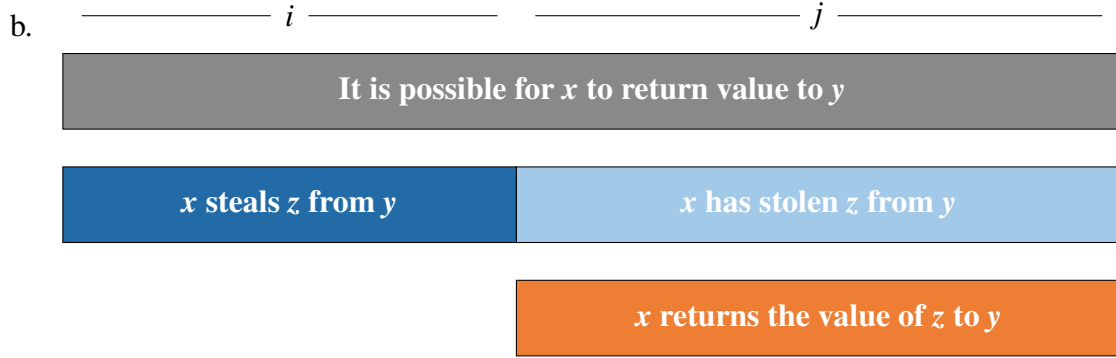 b.
i j
It is possible for x to return value to y
x steals z from y x has stolen z from y
x returns the value of z to y